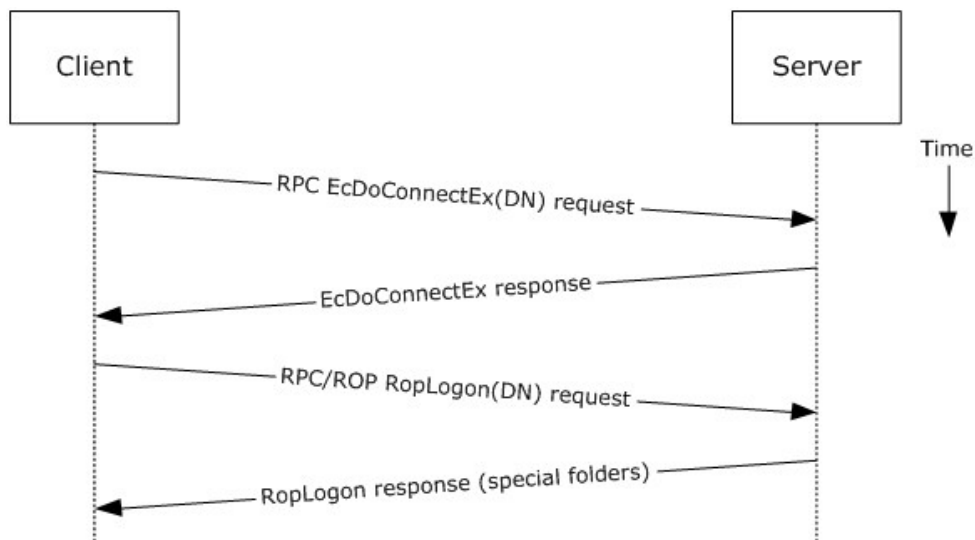 Client
Server
Time
RPC EcDoConnectEx(DN) request
EcDoConnectEx response
RPC/ROP RopLogon(DN) request
RopLogon response (special folders)